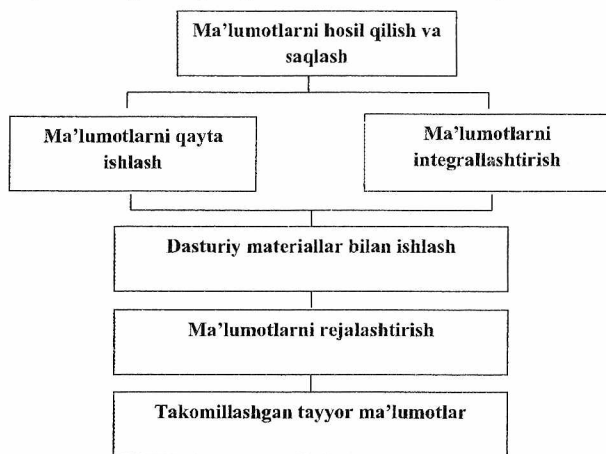 Ma'lumotlarni hosil qilish va
saqlash
Ma'lumotlarni qayta
ishlash
Ma'lumotlarni
integrallashtirish
Dasturiy materiallar bilan ishlash
Ma'lumotlarni rejalashtirish
Takomillashgan tayyor ma'lumotlar